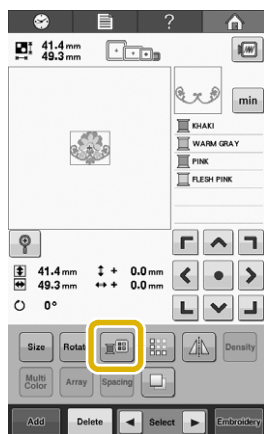 ?
41.4 mm
49.3 mm
min
KHAKI
WARM GRAY
PINK
FLESH PINK
41.4 mm + 0.0 mm
49.3 mm + 0.0 mm
0°
Size Rotate Density
Multi Color Array Spacing
Add Delete Select Embroidery